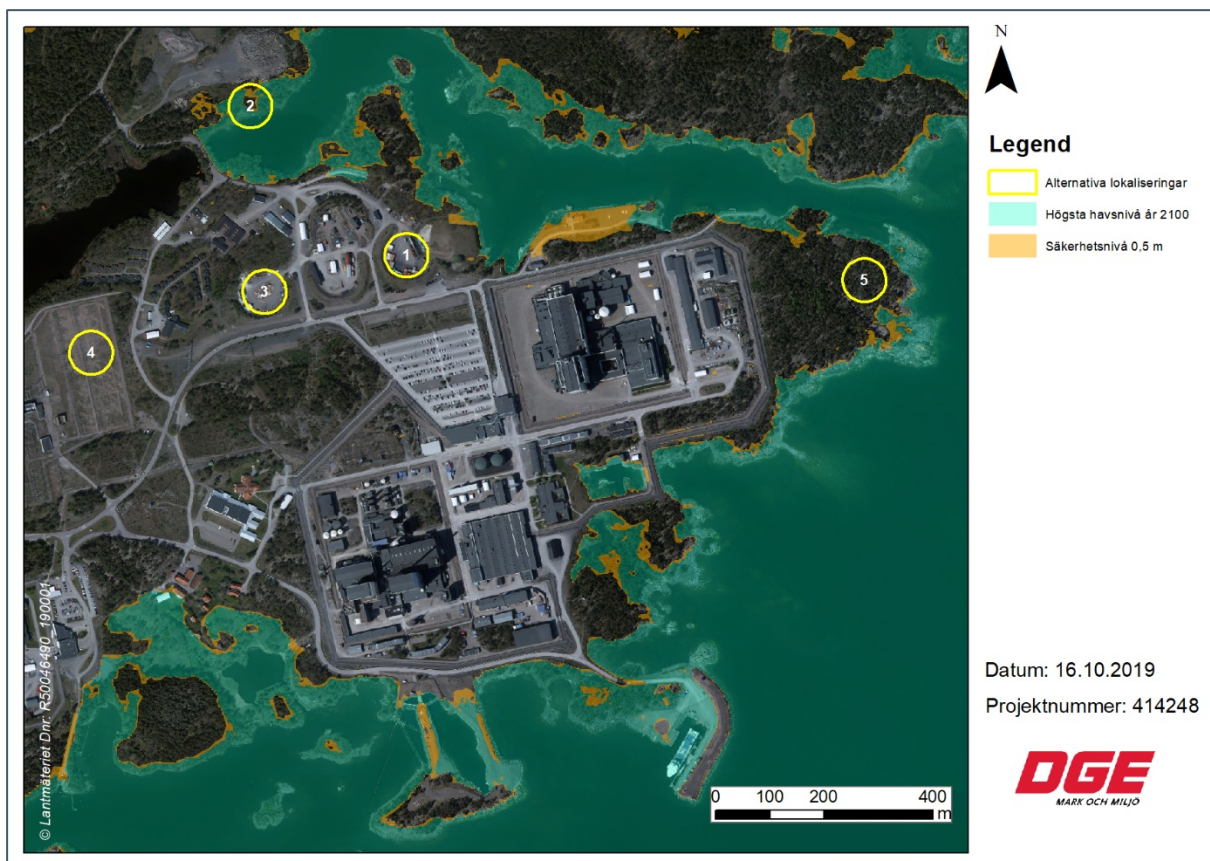 N
Legend
Alternativa lokaliseringar
Högsta havsnivå år 2100
Säkerhetsnivå 0,5 m
2
1
3
5
4
© Lantmäteriet Dnr: R50046490_190001
Datum: 16.10.2019
Projektnummer: 414248
DGE
MARK OCH MILJÖ
0 100 200 400
m